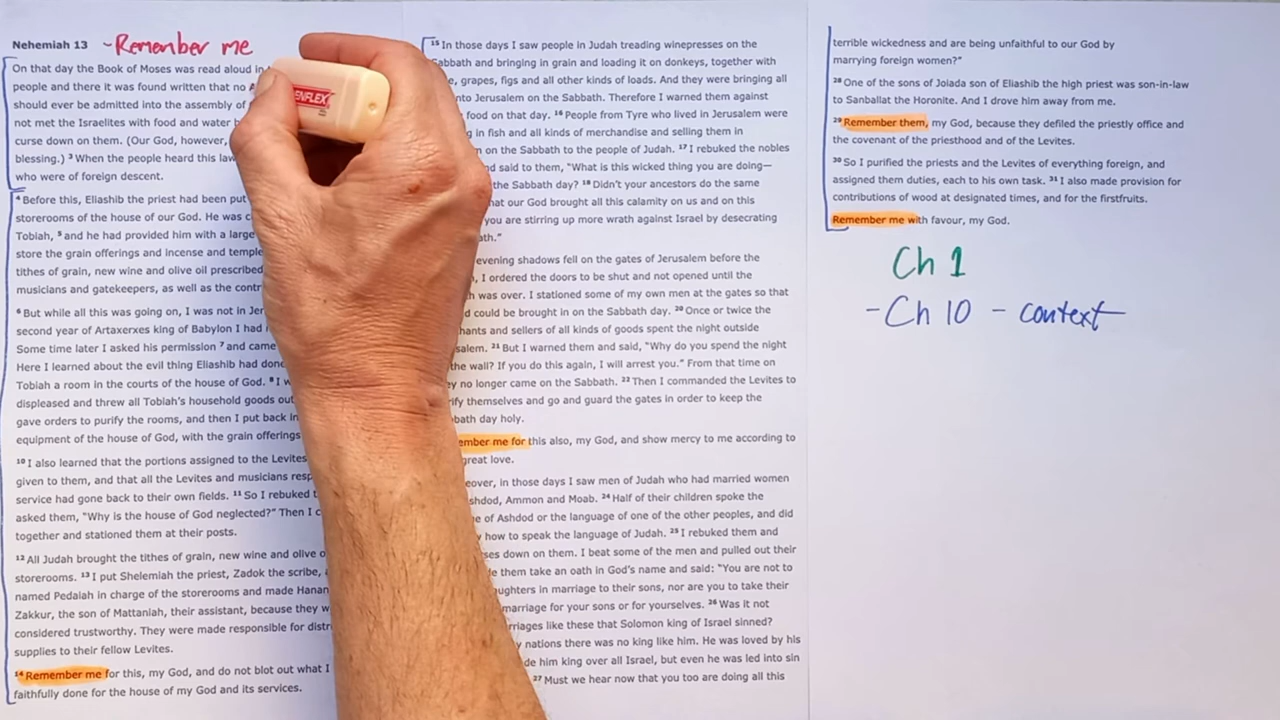 Nehemiah 13 ~Remember me
On that day the Book of Moses was read aloud in
people and there it was found written that no
should ever be admitted into the assembly of
not met the Israelites with food and water
curse down on them. (Our God, however,
blessing.) ³ When the people heard this law
who were of foreign descent.
⁴ Before this, Eliashib the priest had been put
storerooms of the house of our God. He was
Tobiah, ⁵ and he had provided him with a large
store the grain offerings and incense and temple
tithes of grain, new wine and olive oil prescribed
musicians and gatekeepers, as well as the contr
⁶ But while all this was going on, I was not in Jer
second year of Artaxerxes king of Babylon I had
Some time later I asked his permission ⁷ and came
Here I learned about the evil thing Eliashib had done
Tobiah a room in the courts of the house of God. ⁸ I
displeased and threw all Tobiah's household goods out
gave orders to purify the rooms, and then I put back in
equipment of the house of God, with the grain offerings
¹⁰ I also learned that the portions assigned to the Levites
given to them, and that all the Levites and musicians resp
service had gone back to their own fields. ¹¹ So I rebuked
asked them, "Why is the house of God neglected?" Then I
together and stationed them at their posts.
¹² All Judah brought the tithes of grain, new wine and olive
storerooms. ¹³ I put Shelemiah the priest, Zadok the scribe,
named Pedaiah in charge of the storerooms and made Hanan
Zakkur, the son of Mattaniah, their assistant, because they
considered trustworthy. They were made responsible for distr
supplies to their fellow Levites.
¹⁴ Remember me for this, my God, and do not blot out what I
faithfully done for the house of my God and its services.
ENFLEX
¹⁵ In those days I saw people in Judah treading winepresses on the
Sabbath and bringing in grain and loading it on donkeys, together with
grapes, figs and all other kinds of loads. And they were bringing all
nto Jerusalem on the Sabbath. Therefore I warned them against
food on that day. ¹⁶ People from Tyre who lived in Jerusalem were
in fish and all kinds of merchandise and selling them in
on the Sabbath to the people of Judah. ¹⁷ I rebuked the nobles
said to them, "What is this wicked thing you are doing—
the Sabbath day? ¹⁸ Didn't your ancestors do the same
hat our God brought all this calamity on us and on this
you are stirring up more wrath against Israel by desecrating
ath."
evening shadows fell on the gates of Jerusalem before the
, I ordered the doors to be shut and not opened until the
was over. I stationed some of my own men at the gates so that
could be brought in on the Sabbath day. ²⁰ Once or twice the
hants and sellers of all kinds of goods spent the night outside
salem. ²¹ But I warned them and said, "Why do you spend the night
the wall? If you do this again, I will arrest you." From that time on
ey no longer came on the Sabbath. ²² Then I commanded the Levites to
ify themselves and go and guard the gates in order to keep the
bath day holy.
ember me for this also, my God, and show mercy to me according to
great love.
eover, in those days I saw men of Judah who had married women
shdod, Ammon and Moab. ²⁴ Half of their children spoke the
e of Ashdod or the language of one of the other peoples, and did
how to speak the language of Judah. ²⁵ I rebuked them and
ses down on them. I beat some of the men and pulled out their
de them take an oath in God's name and said: "You are not to
ughters in marriage to their sons, nor are you to take their
marriage for your sons or for yourselves. ²⁶ Was it not
rriages like these that Solomon king of Israel sinned?
y nations there was no king like him. He was loved by his
de him king over all Israel, but even he was led into sin
²⁷ Must we hear now that you too are doing all this
terrible wickedness and are being unfaithful to our God by
marrying foreign women?"
²⁸ One of the sons of Joiada son of Eliashib the high priest was son-in-law
to Sanballat the Horonite. And I drove him away from me.
²⁹ Remember them, my God, because they defiled the priestly office and
the covenant of the priesthood and of the Levites.
³⁰ So I purified the priests and the Levites of everything foreign, and
assigned them duties, each to his own task. ³¹ I also made provision for
contributions of wood at designated times, and for the firstfruits.
Remember me with favour, my God.
Ch 1
- Ch 10 - context